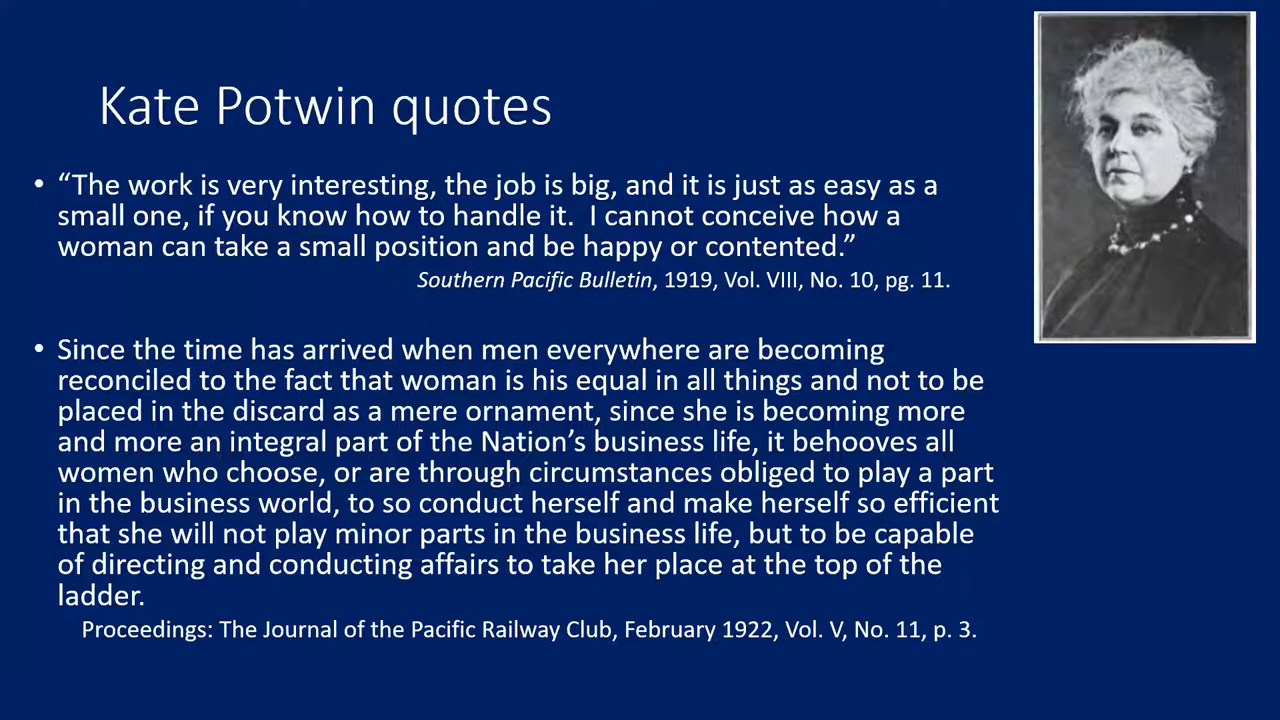 Kate Potwin quotes
• “The work is very interesting, the job is big, and it is just as easy as a
small one, if you know how to handle it.  I cannot conceive how a
woman can take a small position and be happy or contented.”
Southern Pacific Bulletin, 1919, Vol. VIII, No. 10, pg. 11.
• Since the time has arrived when men everywhere are becoming
reconciled to the fact that woman is his equal in all things and not to be
placed in the discard as a mere ornament, since she is becoming more
and more an integral part of the Nation’s business life, it behooves all
women who choose, or are through circumstances obliged to play a part
in the business world, to so conduct herself and make herself so efficient
that she will not play minor parts in the business life, but to be capable
of directing and conducting affairs to take her place at the top of the
ladder.
Proceedings: The Journal of the Pacific Railway Club, February 1922, Vol. V, No. 11, p. 3.